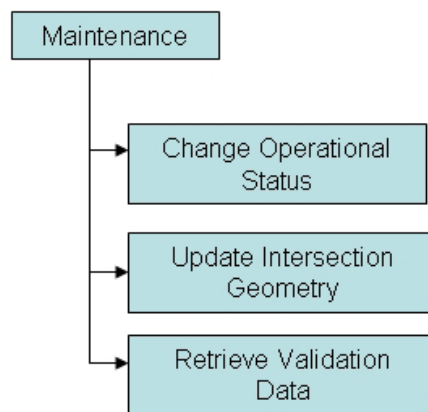 Maintenance
Change Operational
Status
Update Intersection
Geometry
Retrieve Validation
Data